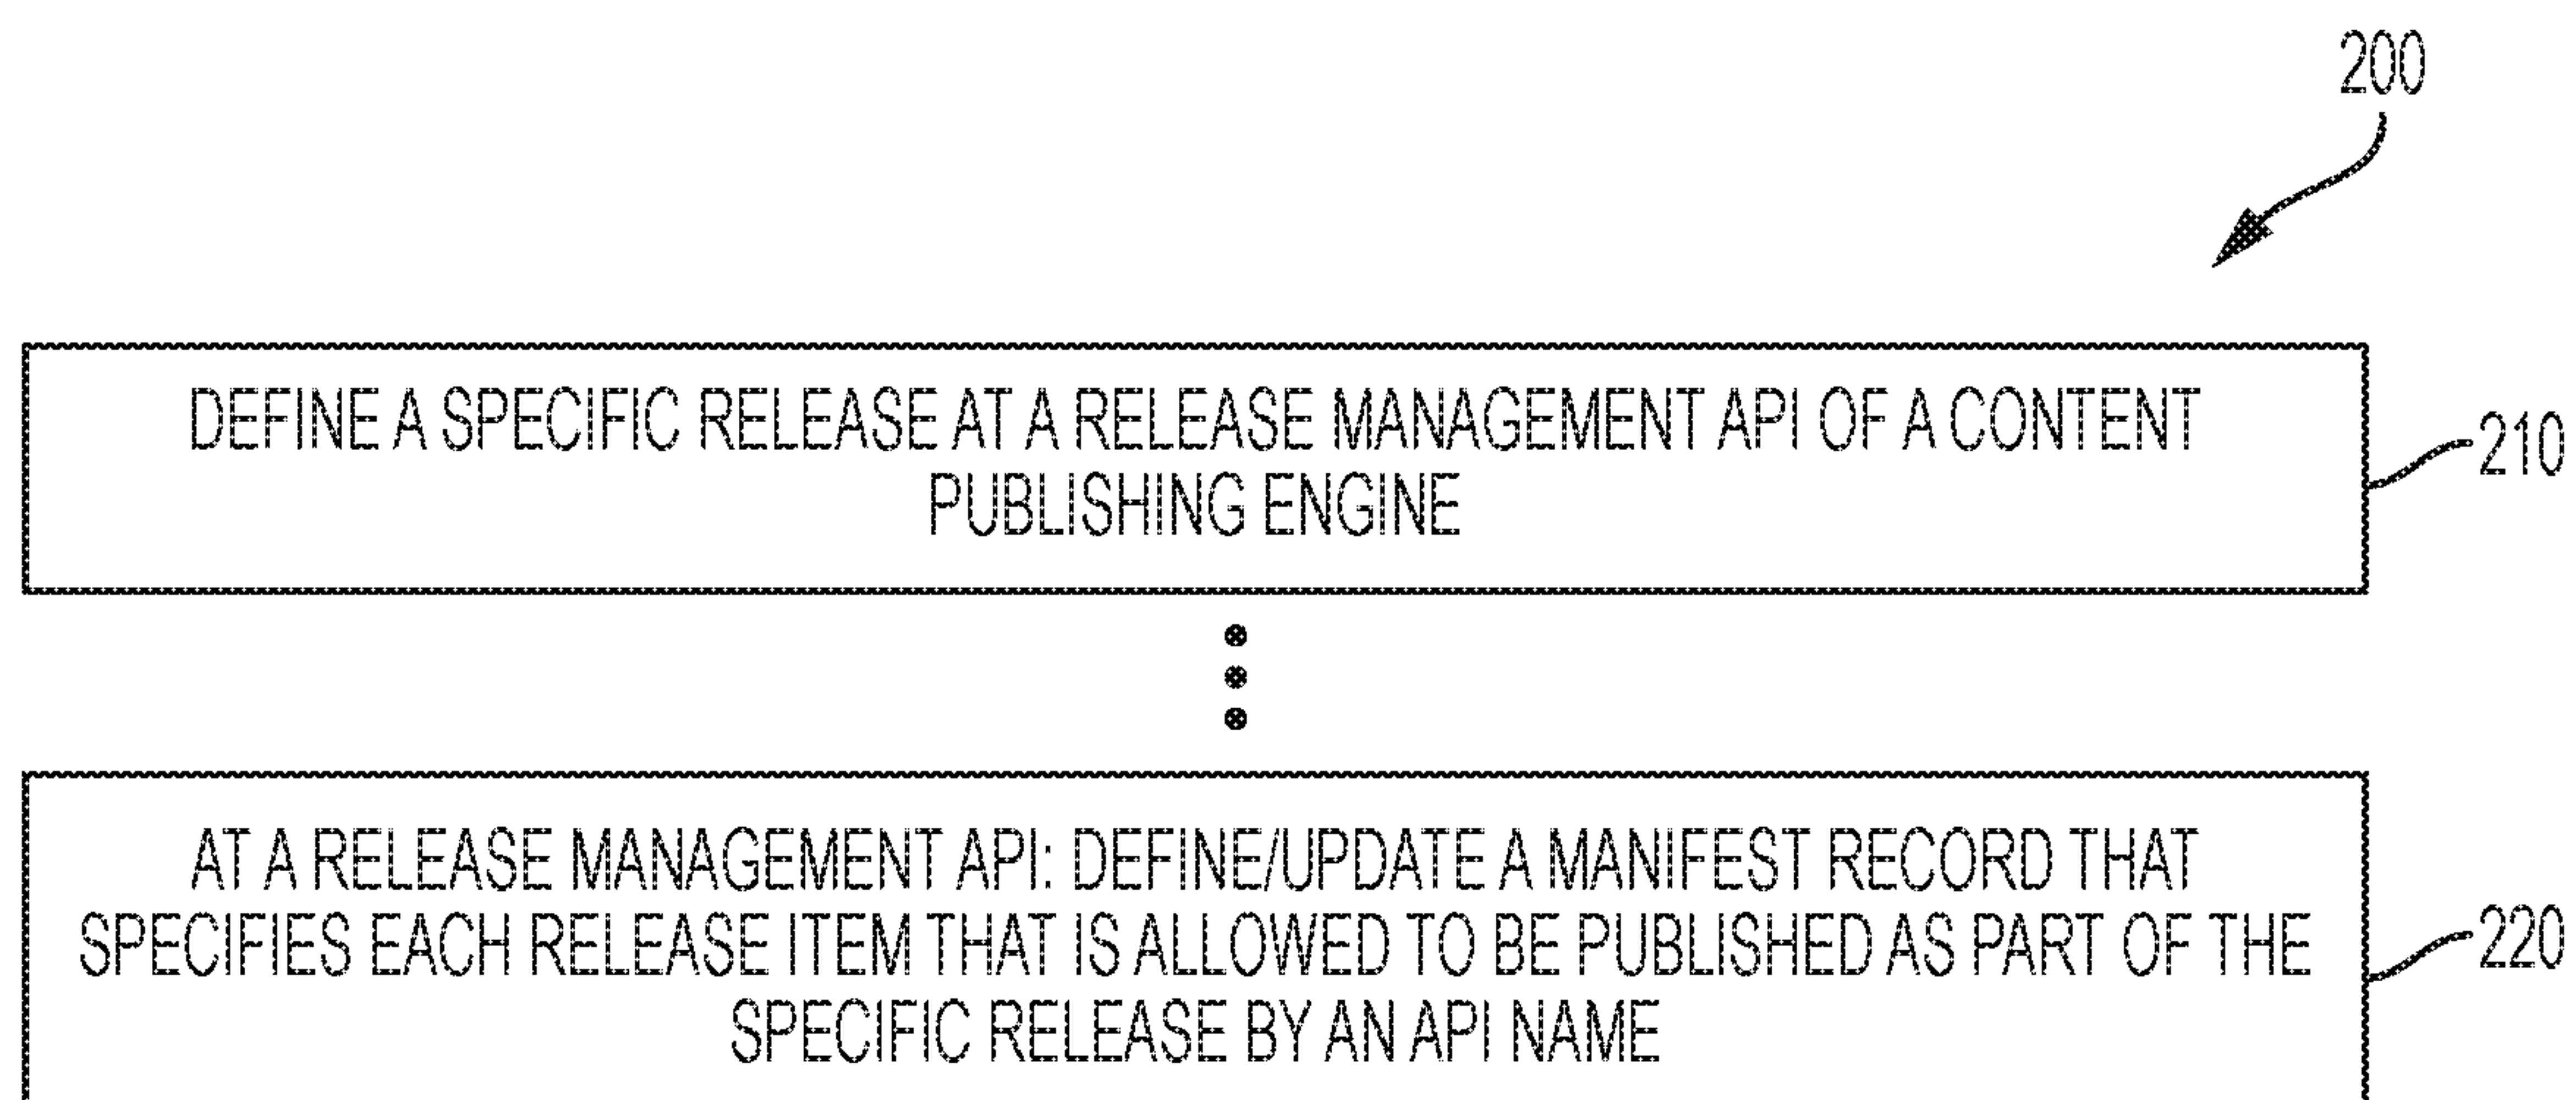 200
DEFINE A SPECIFIC RELEASE AT A RELEASE MANAGEMENT API OF A CONTENT
PUBLISHING ENGINE
210
AT A RELEASE MANAGEMENT API: DEFINE/UPDATE A MANIFEST RECORD THAT
SPECIFIES EACH RELEASE ITEM THAT IS ALLOWED TO BE PUBLISHED AS PART OF THE
SPECIFIC RELEASE BY AN API NAME
220